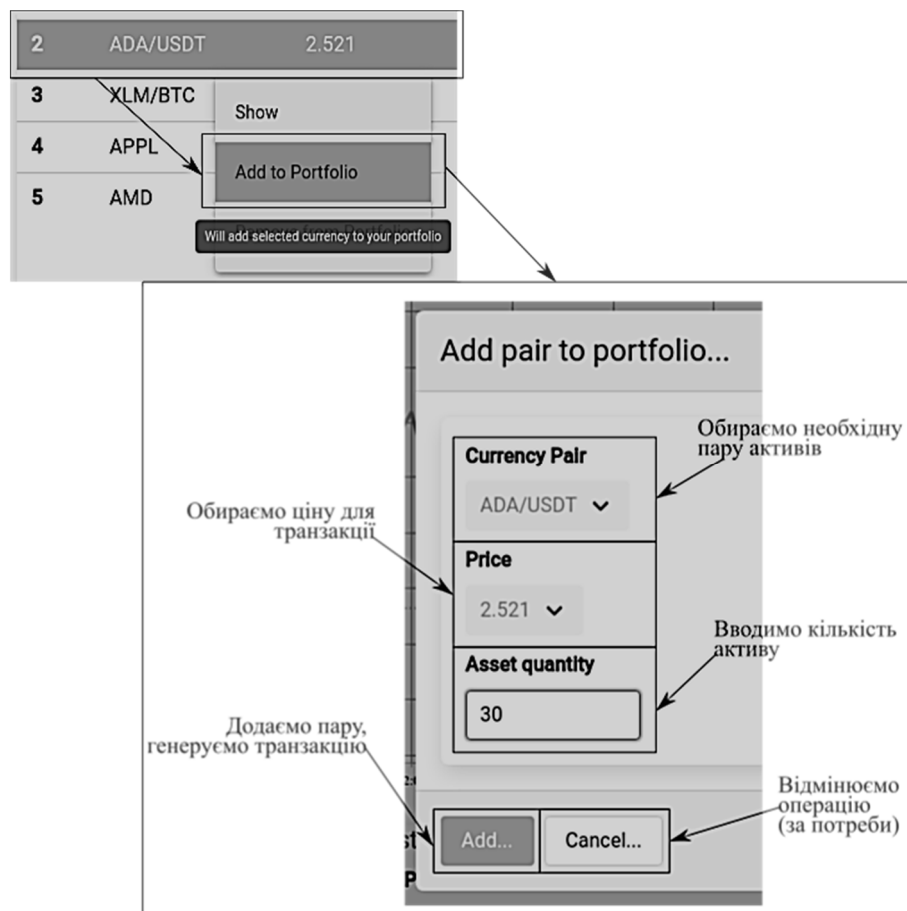 2 ADA/USDT 2.521
3 XLM/BTC
Show
4 APPL
Add to Portfolio
5 AMD
Will add selected currency to your portfolio
Add pair to portfolio...
Обираємо необхідну
пару активів
Currency Pair
ADA/USDT
Обираємо ціну для
транзакції
Price
2.521
Вводимо кількість
активу
Asset quantity
30
Додаємо пару,
генеруємо транзакцію
Відмінюємо
операцію
(за потреби)
Add...
Cancel...